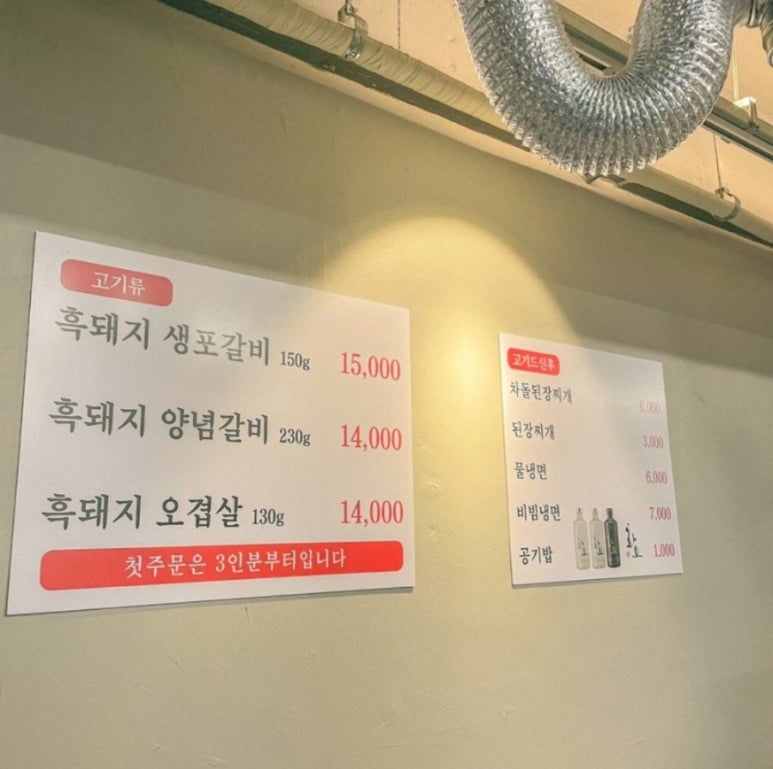 고기류
흑돼지 생포갈비 150g 15,000
흑돼지 양념갈비 230g 14,000
흑돼지 오겹살 130g 14,000
첫주문은 3인분부터입니다
고기드신후
차돌된장찌개 6,000
된장찌개 3,000
물냉면 6,000
비빔냉면 7,000
공기밥 1,000
화요